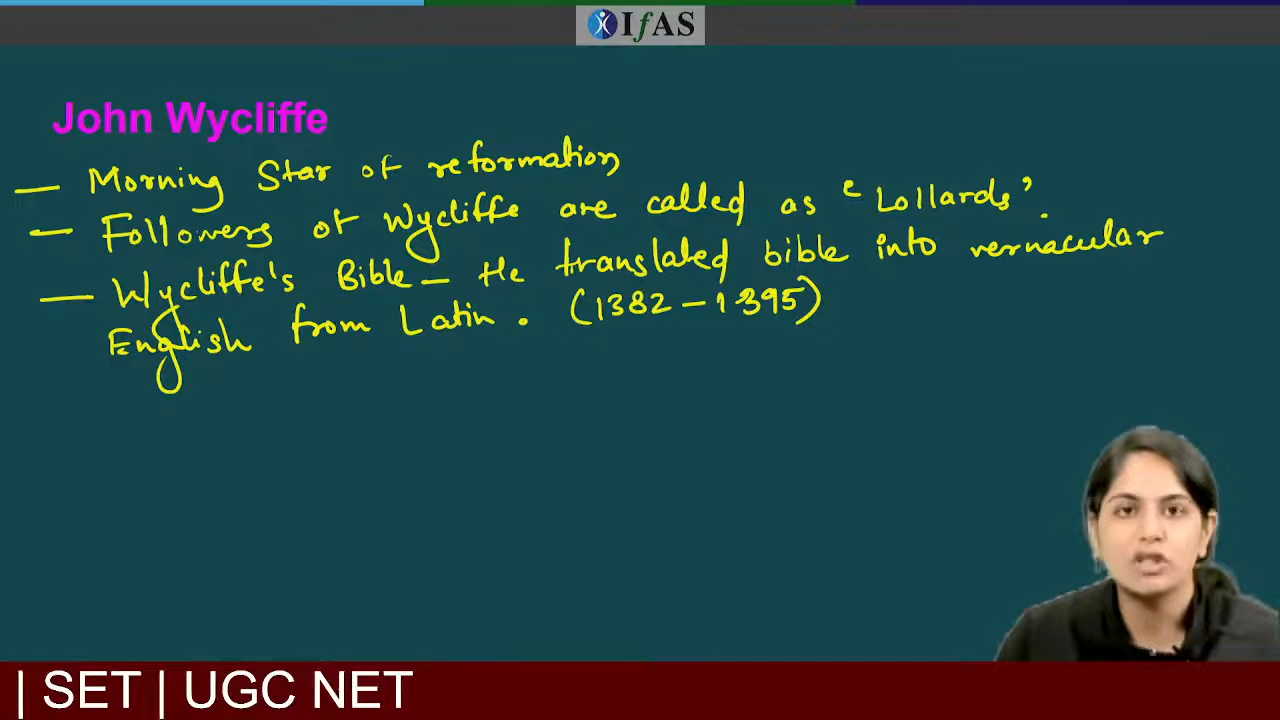 IfAS
John Wycliffe
— Morning Star of reformation,
— Followers of Wycliffe are called as ‘Lollards’.
— Wycliffe's Bible – He translated bible into vernacular
English from Latin. (1382 – 1395)
| SET | UGC NET